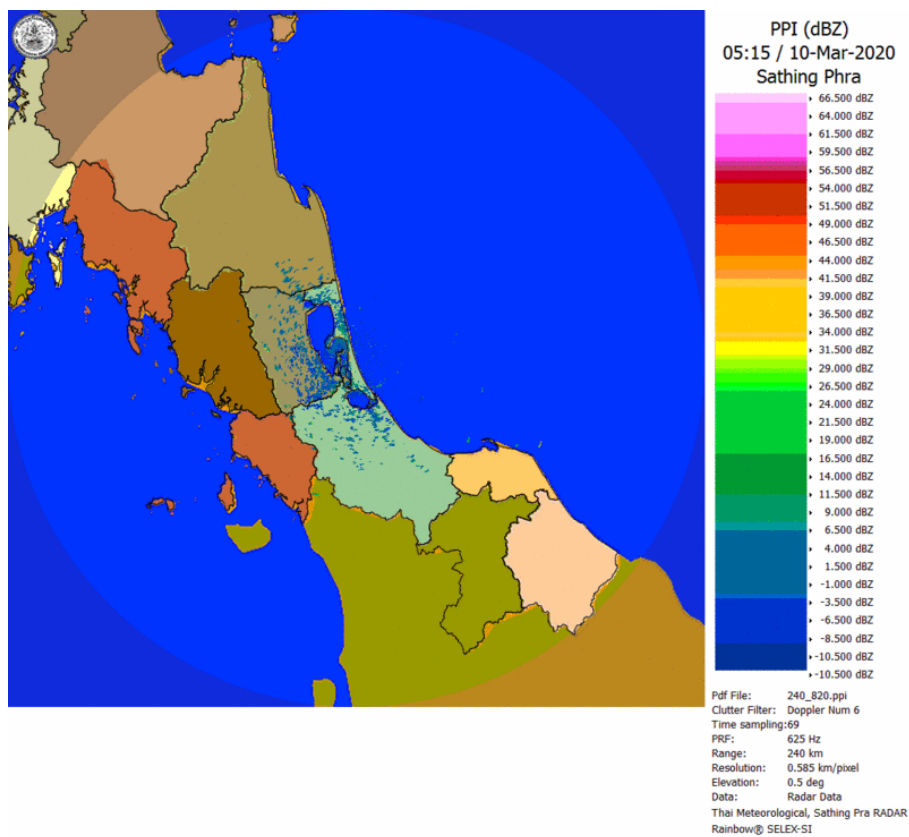 PPI (dBZ)
05:15 / 10-Mar-2020
Sathing Phra
66.500 dBZ
64.000 dBZ
61.500 dBZ
59.500 dBZ
56.500 dBZ
54.000 dBZ
51.500 dBZ
49.000 dBZ
46.500 dBZ
44.000 dBZ
41.500 dBZ
39.000 dBZ
36.500 dBZ
34.000 dBZ
31.500 dBZ
29.000 dBZ
26.500 dBZ
24.000 dBZ
21.500 dBZ
19.000 dBZ
16.500 dBZ
14.000 dBZ
11.500 dBZ
9.000 dBZ
6.500 dBZ
4.000 dBZ
1.500 dBZ
-1.000 dBZ
-3.500 dBZ
-6.500 dBZ
-8.500 dBZ
-10.500 dBZ
-10.500 dBZ
Pdf File: 240_820.ppi
Clutter Filter: Doppler Num 6
Time sampling:69
PRF: 625 Hz
Range: 240 km
Resolution: 0.585 km/pixel
Elevation: 0.5 deg
Data: Radar Data
Thai Meteorological, Sathing Pra RADAR
Rainbow® SELEX-SI